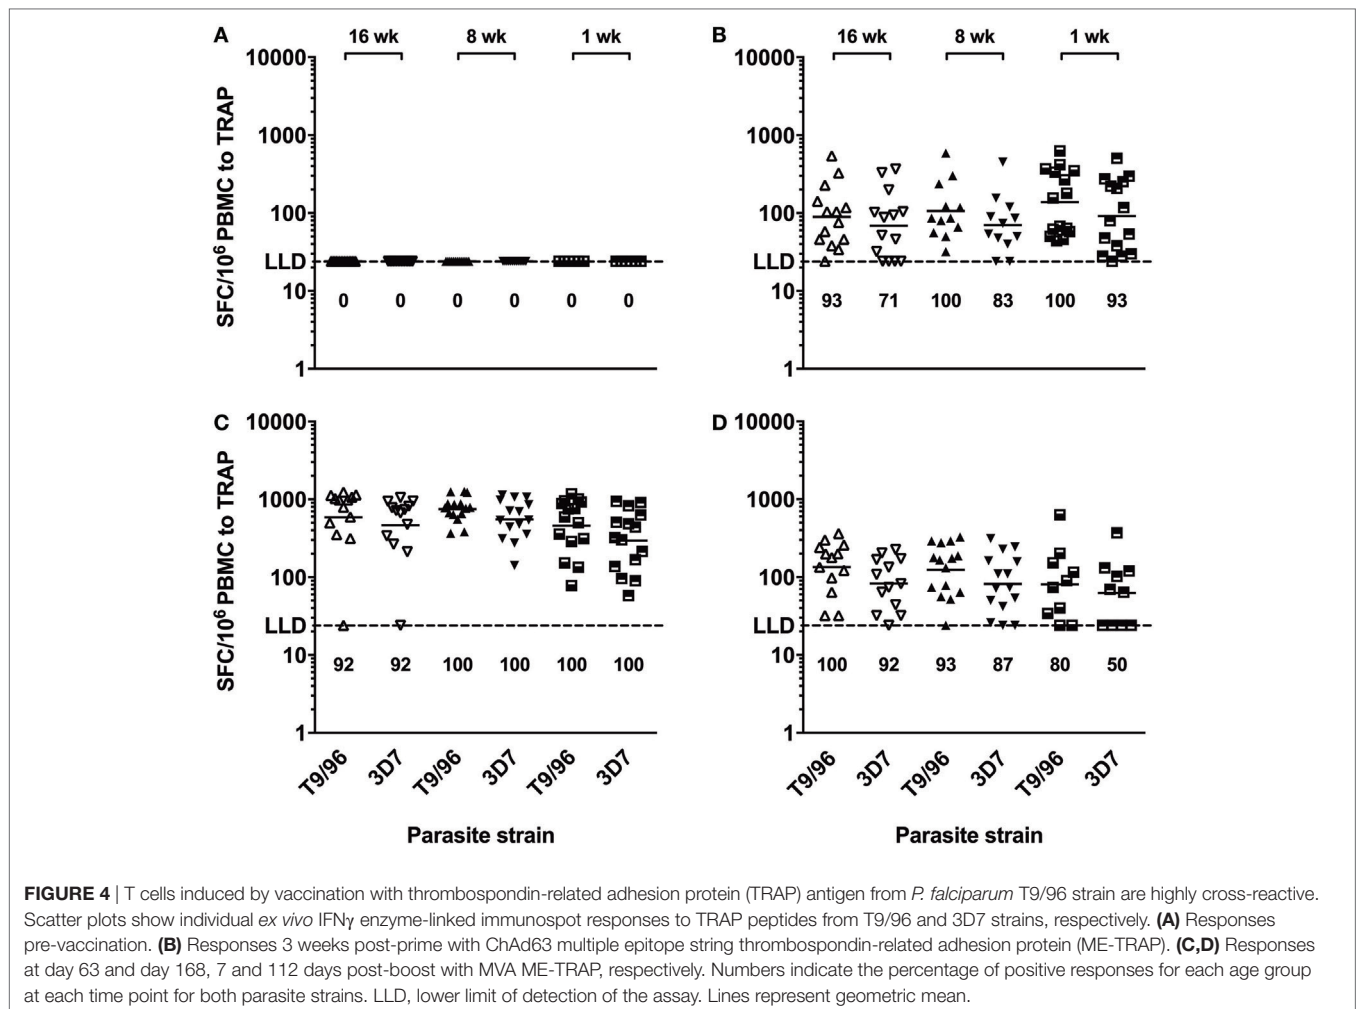 A
16 wk 8 wk 1 wk
SFC/10⁶ PBMC to TRAP
10000
1000
100
LLD
10
1
0 0 0 0 0 0
B
16 wk 8 wk 1 wk
10000
1000
100
LLD
10
1
93 71 100 83 100 93
C
SFC/10⁶ PBMC to TRAP
10000
1000
100
LLD
10
1
92 92 100 100 100 100
T9/96 3D7 T9/96 3D7 T9/96 3D7
Parasite strain
D
10000
1000
100
LLD
10
1
100 92 93 87 80 50
T9/96 3D7 T9/96 3D7 T9/96 3D7
Parasite strain
FIGURE 4 | T cells induced by vaccination with thrombospondin-related adhesion protein (TRAP) antigen from P. falciparum T9/96 strain are highly cross-reactive.
Scatter plots show individual ex vivo IFNγ enzyme-linked immunospot responses to TRAP peptides from T9/96 and 3D7 strains, respectively. (A) Responses
pre-vaccination. (B) Responses 3 weeks post-prime with ChAd63 multiple epitope string thrombospondin-related adhesion protein (ME-TRAP). (C,D) Responses
at day 63 and day 168, 7 and 112 days post-boost with MVA ME-TRAP, respectively. Numbers indicate the percentage of positive responses for each age group
at each time point for both parasite strains. LLD, lower limit of detection of the assay. Lines represent geometric mean.